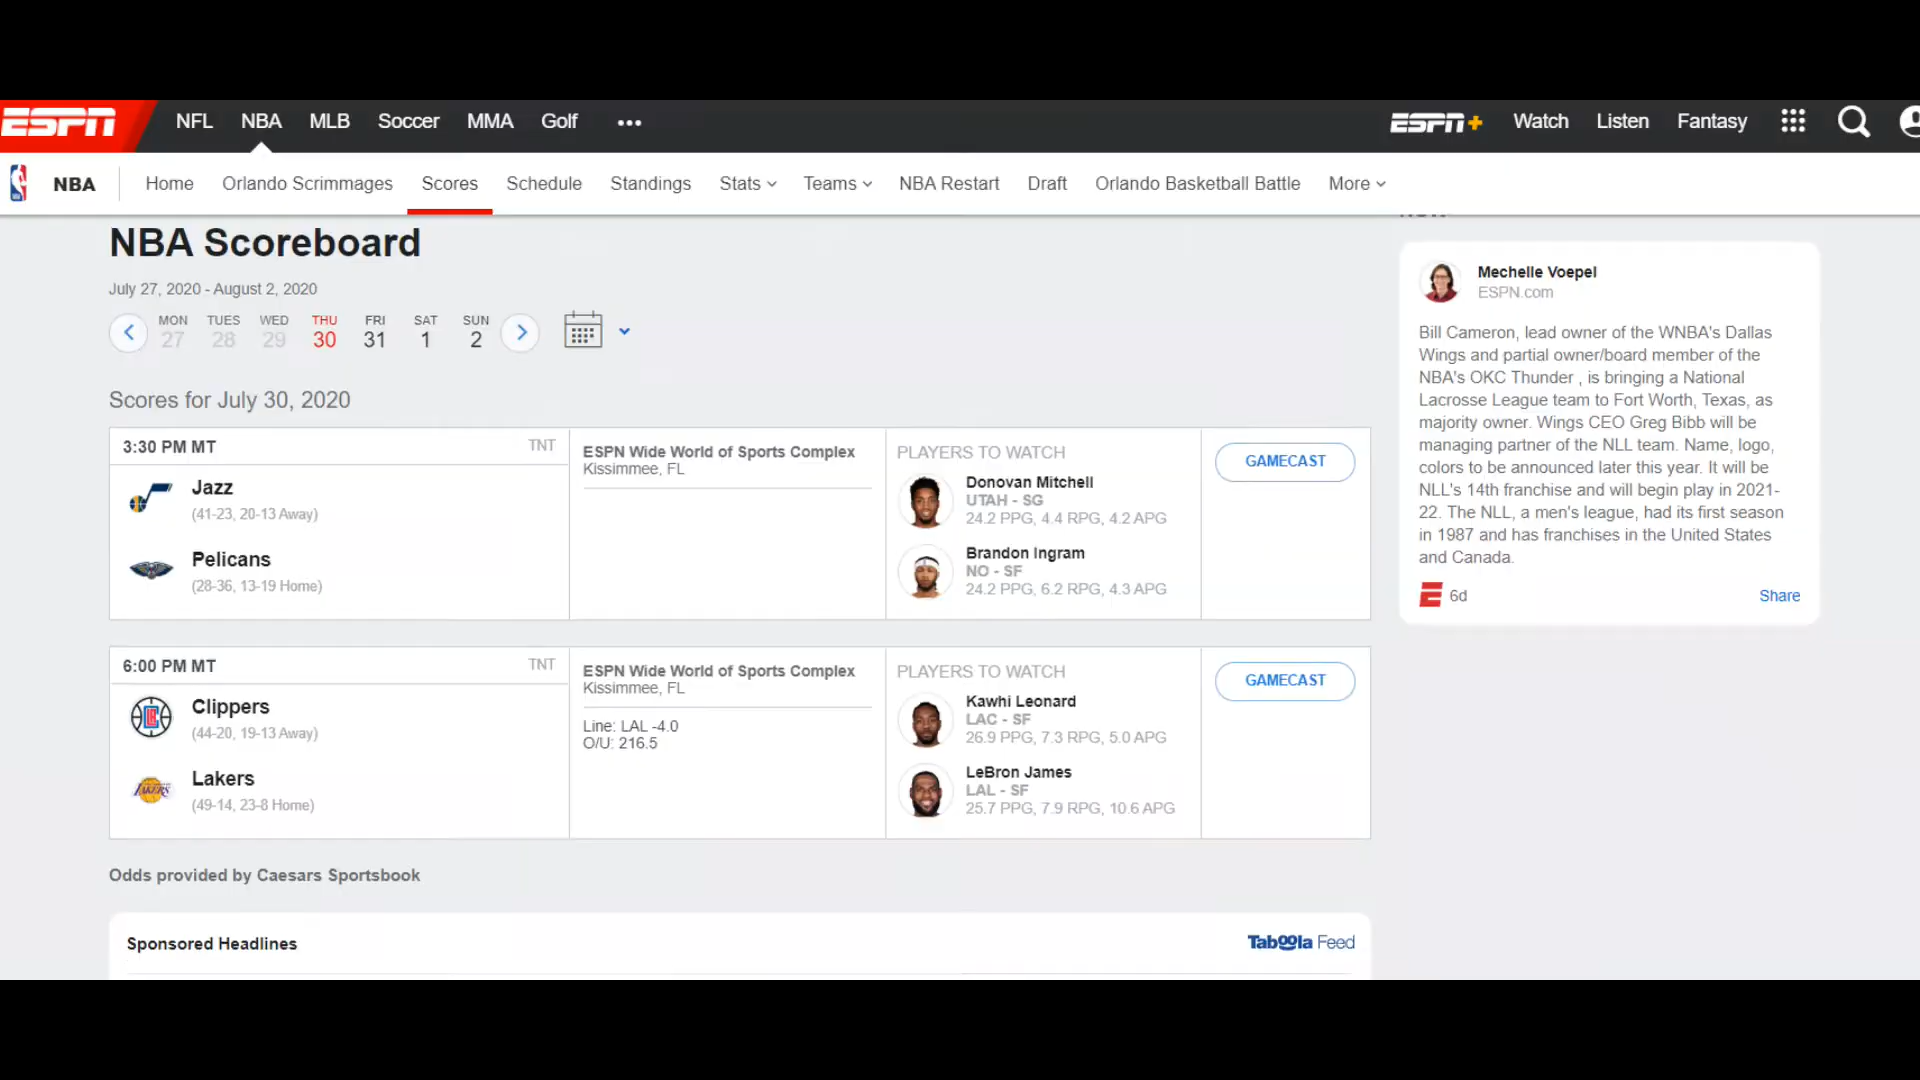 ESPN NFL NBA MLB Soccer MMA Golf ESPN+ Watch Listen Fantasy
NBA Home Orlando Scrimmages Scores Schedule Standings Stats Teams NBA Restart Draft Orlando Basketball Battle More
NBA Scoreboard
July 27, 2020 - August 2, 2020
MON TUES WED THU FRI SAT SUN
27 28 29 30 31 1 2
Scores for July 30, 2020
3:30 PM MT TNT
Jazz
(41-23, 20-13 Away)
Pelicans
(28-36, 13-19 Home)
ESPN Wide World of Sports Complex
Kissimmee, FL
PLAYERS TO WATCH
Donovan Mitchell
UTAH - SG
24.2 PPG, 4.4 RPG, 4.2 APG
Brandon Ingram
NO - SF
24.2 PPG, 6.2 RPG, 4.3 APG
GAMECAST
6:00 PM MT TNT
Clippers
(44-20, 19-13 Away)
LAKERS
Lakers
(49-14, 23-8 Home)
ESPN Wide World of Sports Complex
Kissimmee, FL
Line: LAL -4.0
O/U: 216.5
PLAYERS TO WATCH
Kawhi Leonard
LAC - SF
26.9 PPG, 7.3 RPG, 5.0 APG
LeBron James
LAL - SF
25.7 PPG, 7.9 RPG, 10.6 APG
GAMECAST
Odds provided by Caesars Sportsbook
Sponsored Headlines
Taboola Feed
Mechelle Voepel
ESPN.com
Bill Cameron, lead owner of the WNBA's Dallas
Wings and partial owner/board member of the
NBA's OKC Thunder , is bringing a National
Lacrosse League team to Fort Worth, Texas, as
majority owner. Wings CEO Greg Bibb will be
managing partner of the NLL team. Name, logo,
colors to be announced later this year. It will be
NLL's 14th franchise and will begin play in 2021-
22. The NLL, a men's league, had its first season
in 1987 and has franchises in the United States
and Canada.
6d Share